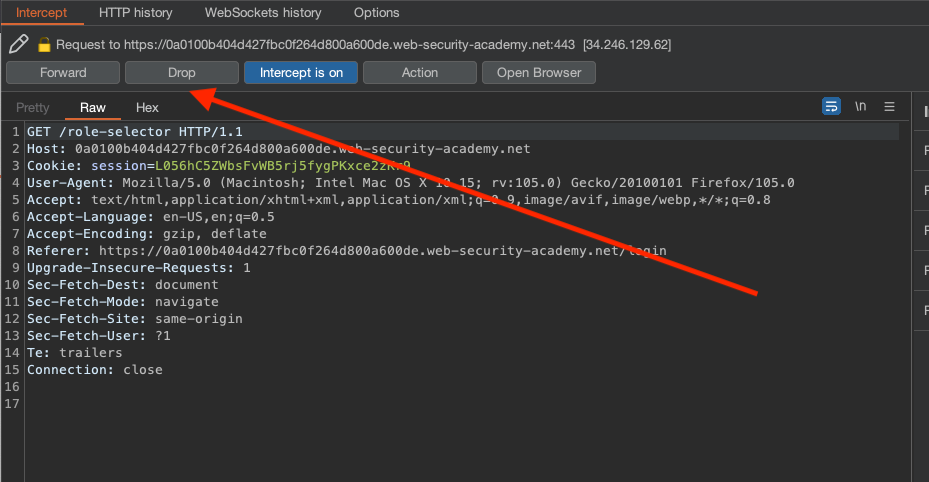 Intercept HTTP history WebSockets history Options
Request to https://0a0100b404d427fbc0f264d800a600de.web-security-academy.net:443 [34.246.129.62]
Forward Drop Intercept is on Action Open Browser
Pretty Raw Hex \n
1 GET /role-selector HTTP/1.1
2 Host: 0a0100b404d427fbc0f264d800a600de.web-security-academy.net
3 Cookie: session=L056hC5ZWbsFvWB5rj5fygPKxce2zKr9
4 User-Agent: Mozilla/5.0 (Macintosh; Intel Mac OS X 10.15; rv:105.0) Gecko/20100101 Firefox/105.0
5 Accept: text/html,application/xhtml+xml,application/xml;q=0.9,image/avif,image/webp,*/*;q=0.8
6 Accept-Language: en-US,en;q=0.5
7 Accept-Encoding: gzip, deflate
8 Referer: https://0a0100b404d427fbc0f264d800a600de.web-security-academy.net/login
9 Upgrade-Insecure-Requests: 1
10 Sec-Fetch-Dest: document
11 Sec-Fetch-Mode: navigate
12 Sec-Fetch-Site: same-origin
13 Sec-Fetch-User: ?1
14 Te: trailers
15 Connection: close
16
17